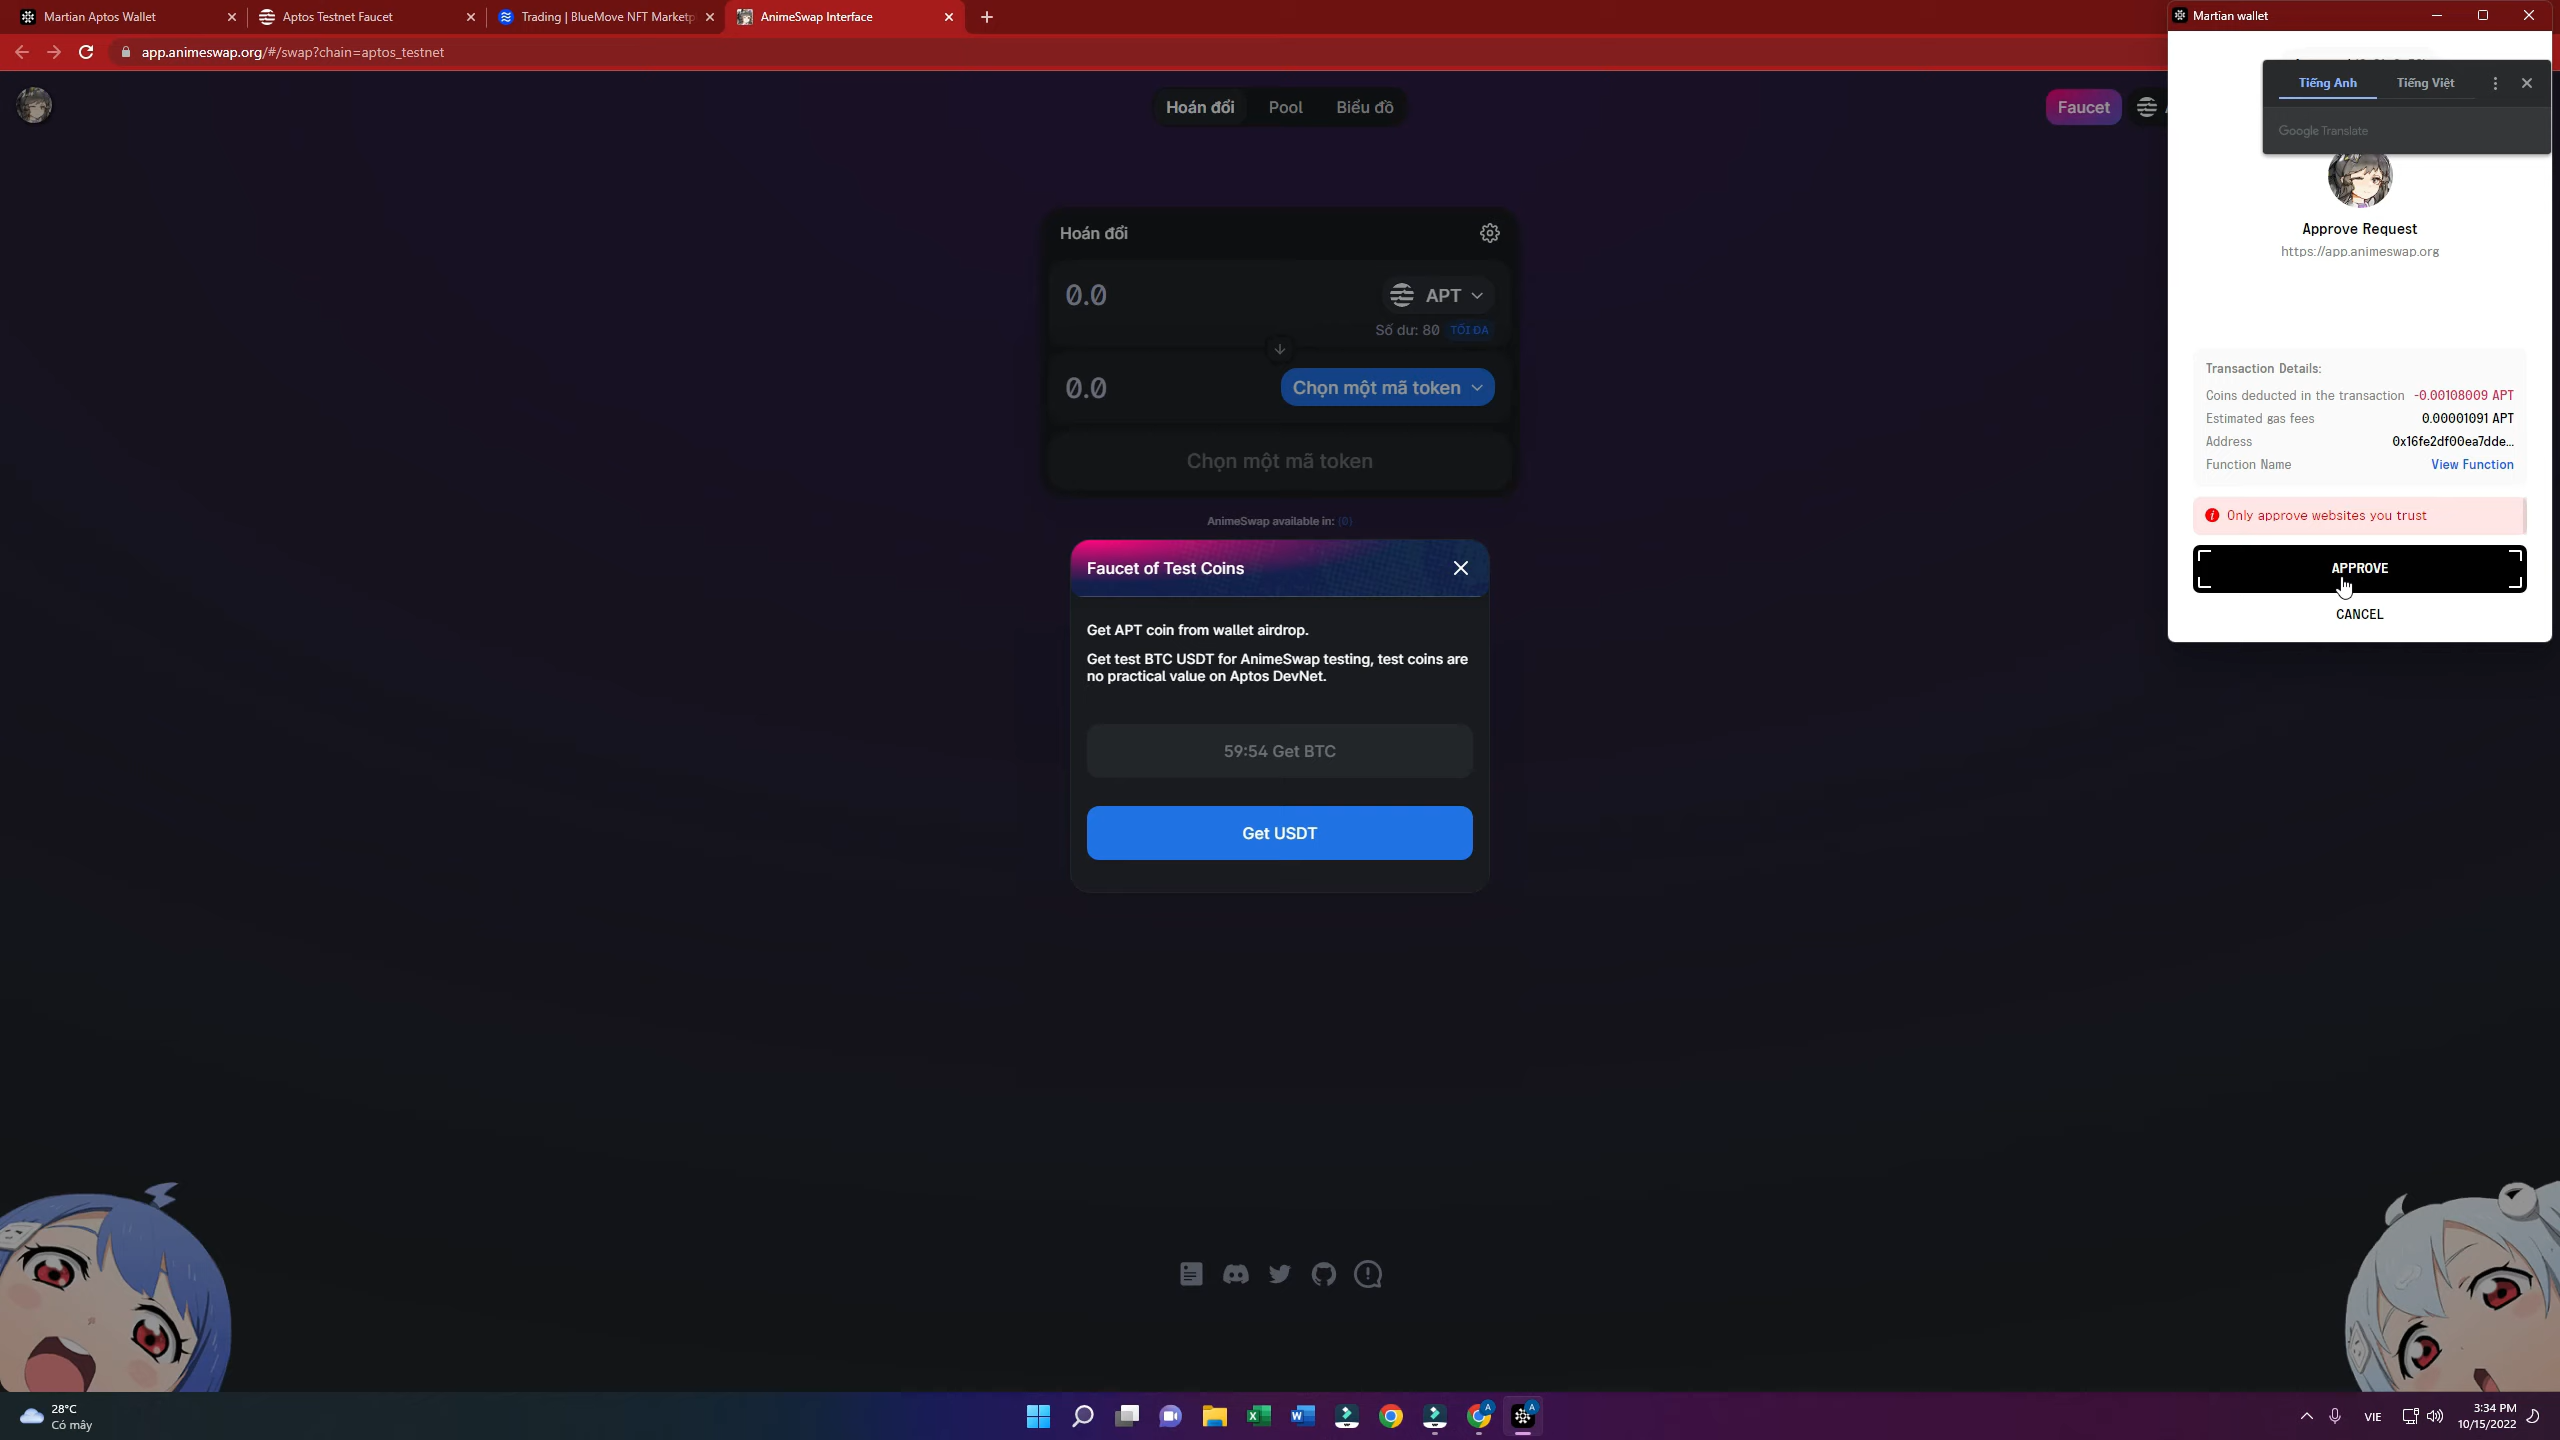 Martian Aptos Wallet
Aptos Testnet Faucet
Trading | BlueMove NFT Marketp
AnimeSwap Interface
Martian wallet
app.animeswap.org/#/swap?chain=aptos_testnet
Hoán đổi
Pool
Biểu đồ
Faucet
Tiếng Anh
Tiếng Việt
Google Translate
Approve Request
https://app.animeswap.org
Hoán đổi
0.0
APT
Số dư: 80 TỐI ĐA
0.0
Chọn một mã token
Chọn một mã token
AnimeSwap available in: (0)
Transaction Details:
Coins deducted in the transaction -0.00108009 APT
Estimated gas fees 0.00001091 APT
Address 0x16fe2df00ea7dde...
Function Name View Function
Only approve websites you trust
APPROVE
CANCEL
Faucet of Test Coins
Get APT coin from wallet airdrop.
Get test BTC USDT for AnimeSwap testing, test coins are
no practical value on Aptos DevNet.
59:54 Get BTC
Get USDT
28°C
Có mây
VIE
3:34 PM
10/15/2022